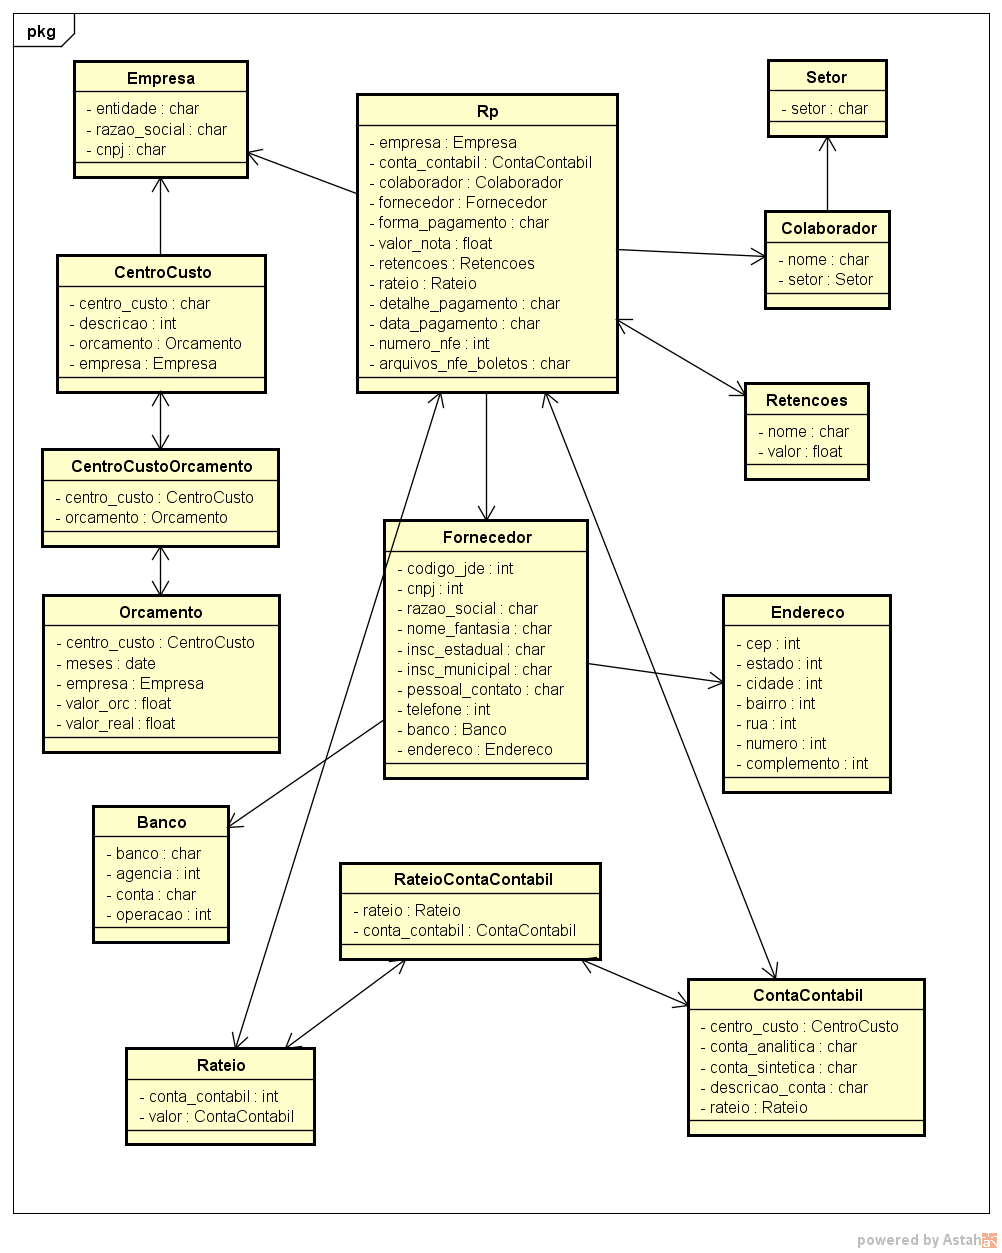 pkg
Empresa
- entidade : char
- razao_social : char
- cnpj : char
Rp
- empresa : Empresa
- conta_contabil : ContaContabil
- colaborador : Colaborador
- fornecedor : Fornecedor
- forma_pagamento : char
- valor_nota : float
- retencoes : Retencoes
- rateio : Rateio
- detalhe_pagamento : char
- data_pagamento : char
- numero_nfe : int
- arquivos_nfe_boletos : char
Setor
- setor : char
Colaborador
- nome : char
- setor : Setor
CentroCusto
- centro_custo : char
- descricao : int
- orcamento : Orcamento
- empresa : Empresa
Retencoes
- nome : char
- valor : float
CentroCustoOrcamento
- centro_custo : CentroCusto
- orcamento : Orcamento
Fornecedor
- codigo_jde : int
- cnpj : int
- razao_social : char
- nome_fantasia : char
- insc_estadual : char
- insc_municipal : char
- pessoal_contato : char
- telefone : int
- banco : Banco
- endereco : Endereco
Orcamento
- centro_custo : CentroCusto
- meses : date
- empresa : Empresa
- valor_orc : float
- valor_real : float
Endereco
- cep : int
- estado : int
- cidade : int
- bairro : int
- rua : int
- numero : int
- complemento : int
Banco
- banco : char
- agencia : int
- conta : char
- operacao : int
RateioContaContabil
- rateio : Rateio
- conta_contabil : ContaContabil
ContaContabil
- centro_custo : CentroCusto
- conta_analitica : char
- conta_sintetica : char
- descricao_conta : char
- rateio : Rateio
Rateio
- conta_contabil : int
- valor : ContaContabil
powered by Astah